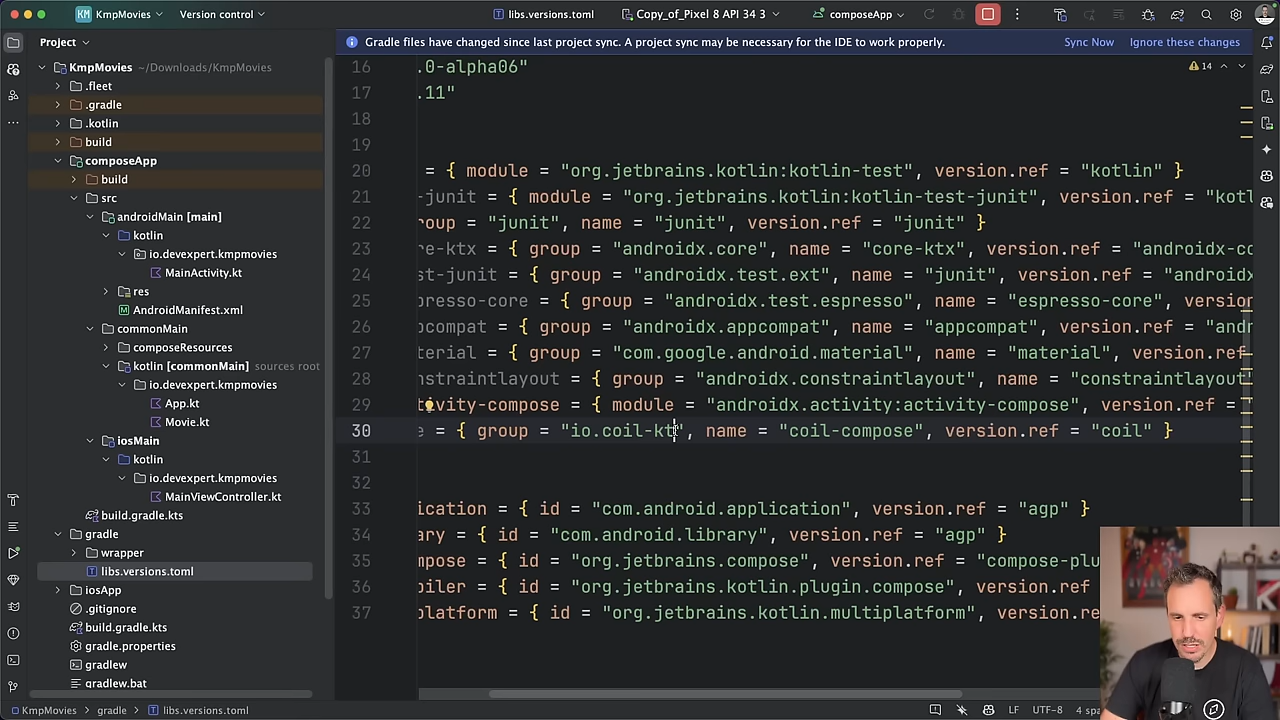 KM KmpMovies Version control libs.versions.toml Copy_of_Pixel 8 API 34 3 composeApp
Project
Gradle files have changed since last project sync. A project sync may be necessary for the IDE to work properly. Sync Now Ignore these changes
KmpMovies ~/Downloads/KmpMovies
.fleet
.gradle
.kotlin
build
composeApp
build
src
androidMain [main]
kotlin
io.devexpert.kmpmovies
MainActivity.kt
res
AndroidManifest.xml
commonMain
composeResources
kotlin [commonMain] sources root
io.devexpert.kmpmovies
App.kt
Movie.kt
iosMain
kotlin
io.devexpert.kmpmovies
MainViewController.kt
build.gradle.kts
gradle
wrapper
libs.versions.toml
iosApp
.gitignore
build.gradle.kts
gradle.properties
gradlew
gradlew.bat
14
16 .0-alpha06"
17 .11"
18
19
20 = { module = "org.jetbrains.kotlin:kotlin-test", version.ref = "kotlin" }
21 -junit = { module = "org.jetbrains.kotlin:kotlin-test-junit", version.ref = "kotl
22 roup = "junit", name = "junit", version.ref = "junit" }
23 re-ktx = { group = "androidx.core", name = "core-ktx", version.ref = "androidx-co
24 st-junit = { group = "androidx.test.ext", name = "junit", version.ref = "androidx
25 presso-core = { group = "androidx.test.espresso", name = "espresso-core", version
26 pcompat = { group = "androidx.appcompat", name = "appcompat", version.ref = "andr
27 terial = { group = "com.google.android.material", name = "material", version.ref
28 nstraintlayout = { group = "androidx.constraintlayout", name = "constraintlayout"
29 tivity-compose = { module = "androidx.activity:activity-compose", version.ref = "
30 e = { group = "io.coil-kt", name = "coil-compose", version.ref = "coil" }
31
32
33 ication = { id = "com.android.application", version.ref = "agp" }
34 ary = { id = "com.android.library", version.ref = "agp" }
35 mpose = { id = "org.jetbrains.compose", version.ref = "compose-plu
36 piler = { id = "org.jetbrains.kotlin.plugin.compose", version.ref
37 platform = { id = "org.jetbrains.kotlin.multiplatform", version.re
KmpMovies gradle libs.versions.toml LF UTF-8 4 spa